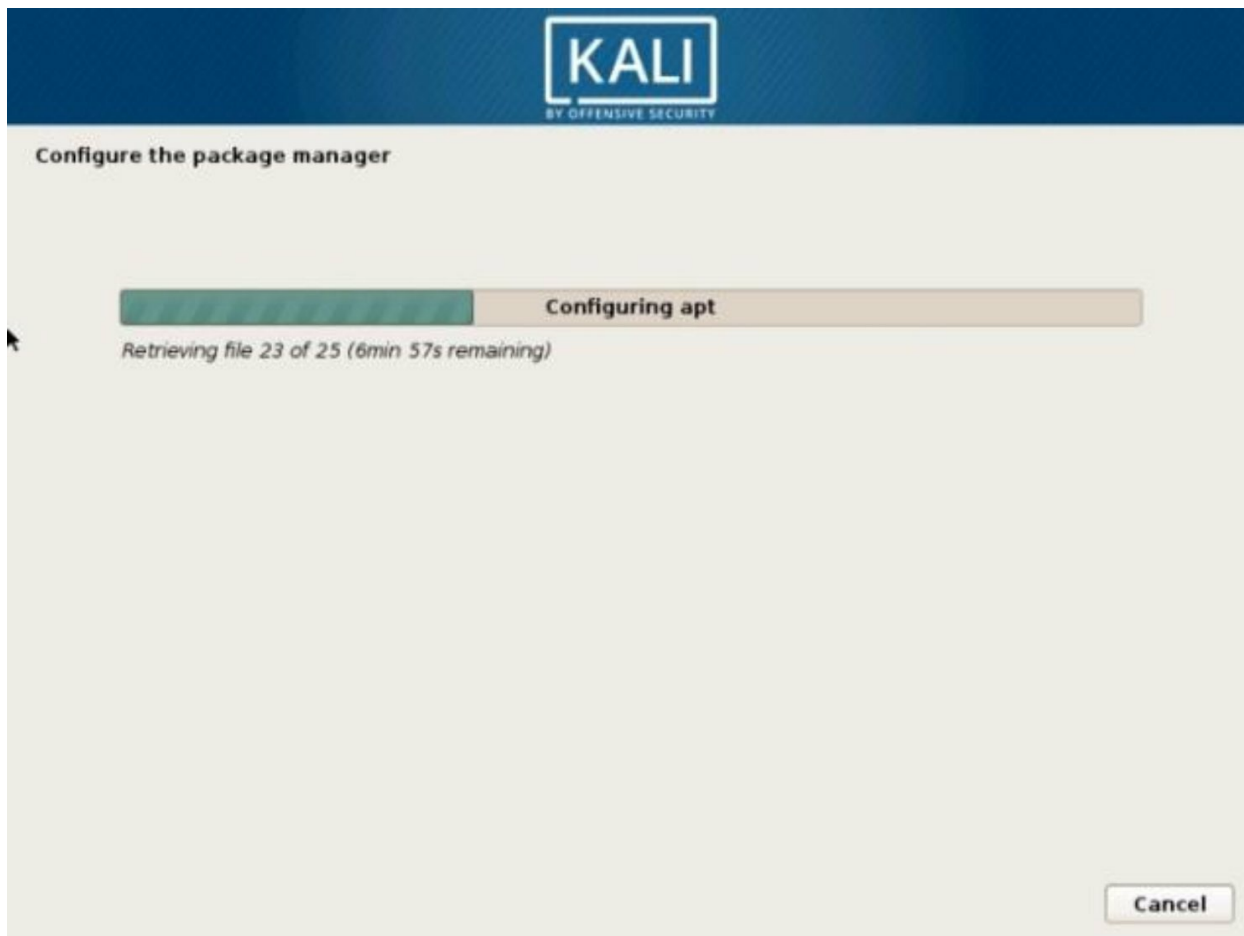 KALI
BY OFFENSIVE SECURITY
Configure the package manager
Configuring apt
Retrieving file 23 of 25 (6min 57s remaining)
Cancel